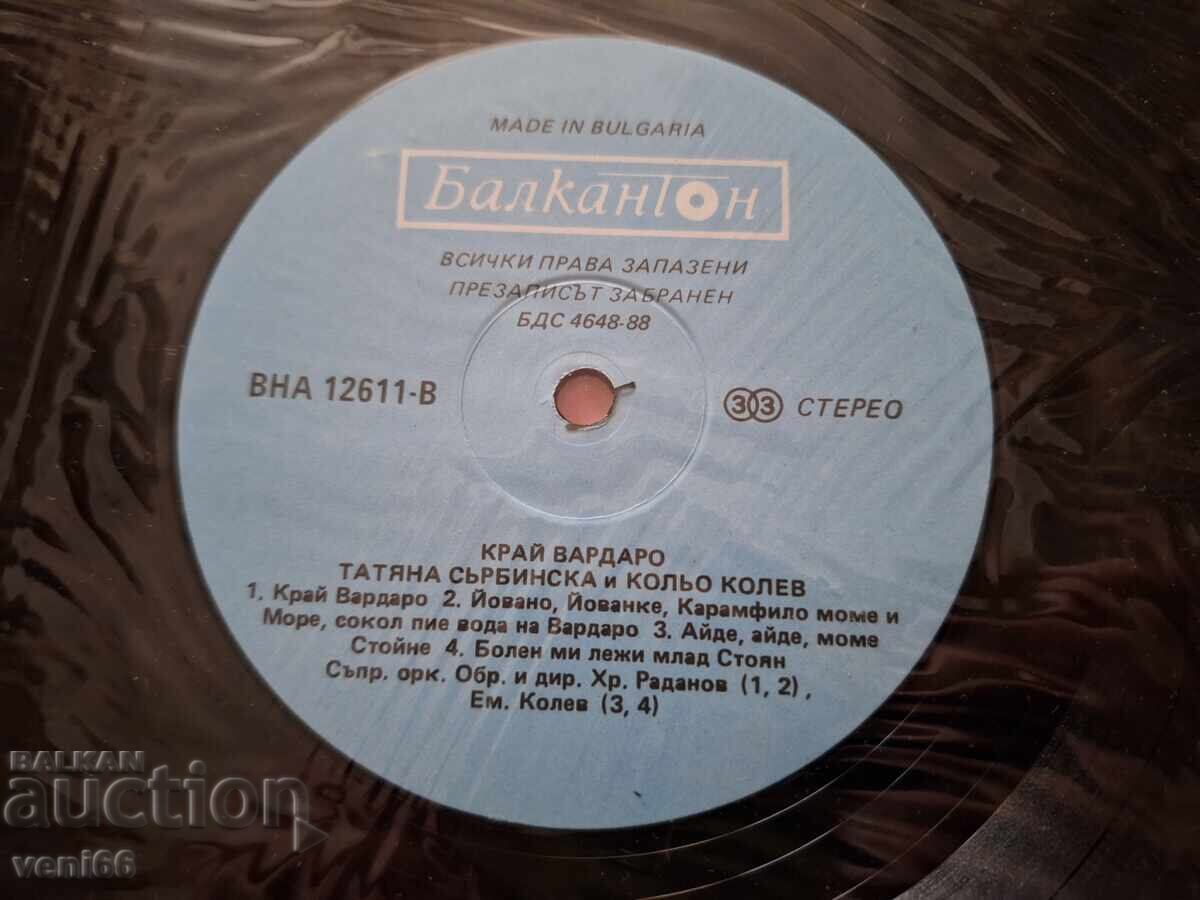 MADE IN BULGARIA
Балкантон
ВСИЧКИ ПРАВА ЗАПАЗЕНИ
ПРЕЗАПИСЪТ ЗАБРАНЕН
БДС 4648-88
ВНА 12611-В
33 СТЕРЕО
КРАЙ ВАРДАРО
ТАТЯНА СЪРБИНСКА и КОЛЬО КОЛЕВ
1. Край Вардаро 2. Йовано, Йованке, Карамфило моме и
Море, сокол пие вода на Вардаро 3. Айде, айде, моме
Стойне 4. Болен ми лежи млад Стоян
Съпр. орк. Обр. и дир. Хр. Раданов (1, 2),
Ем. Колев (3, 4)
BALKAN
auction
veni66